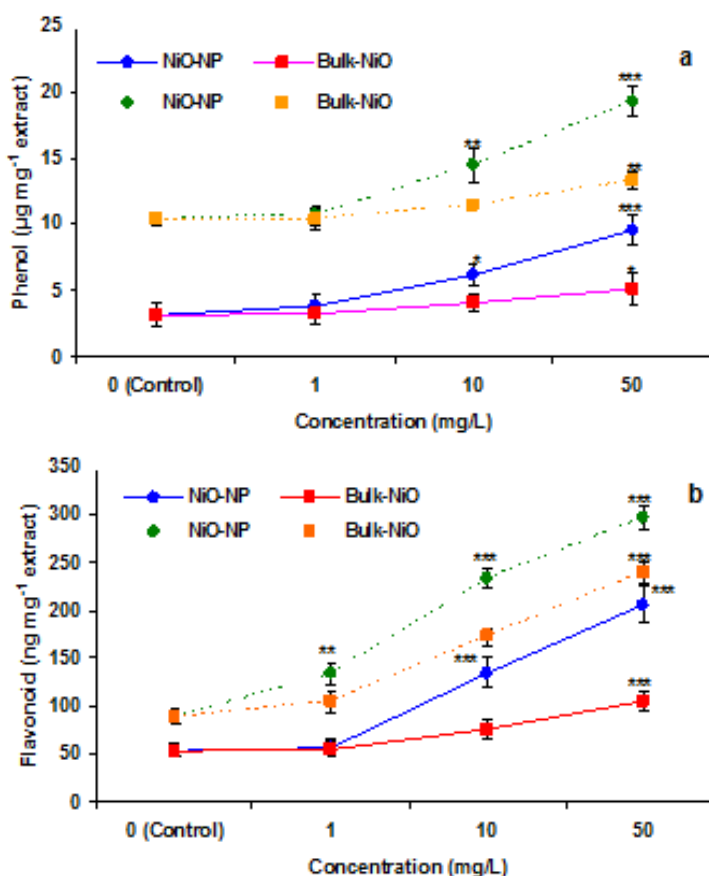 25
20
15
10
5
0
Phenol (µg mg⁻¹ extract)
NiO-NP
Bulk-NiO
NiO-NP
Bulk-NiO
a
*
**
*
***
**
***
0 (Control)
1
10
50
Concentration (mg/L)
350
300
250
200
150
100
50
0
Flavonoid (ng mg⁻¹ extract)
NiO-NP
Bulk-NiO
NiO-NP
Bulk-NiO
b
**
***
***
***
***
***
***
0 (Control)
1
10
50
Concentration (mg/L)